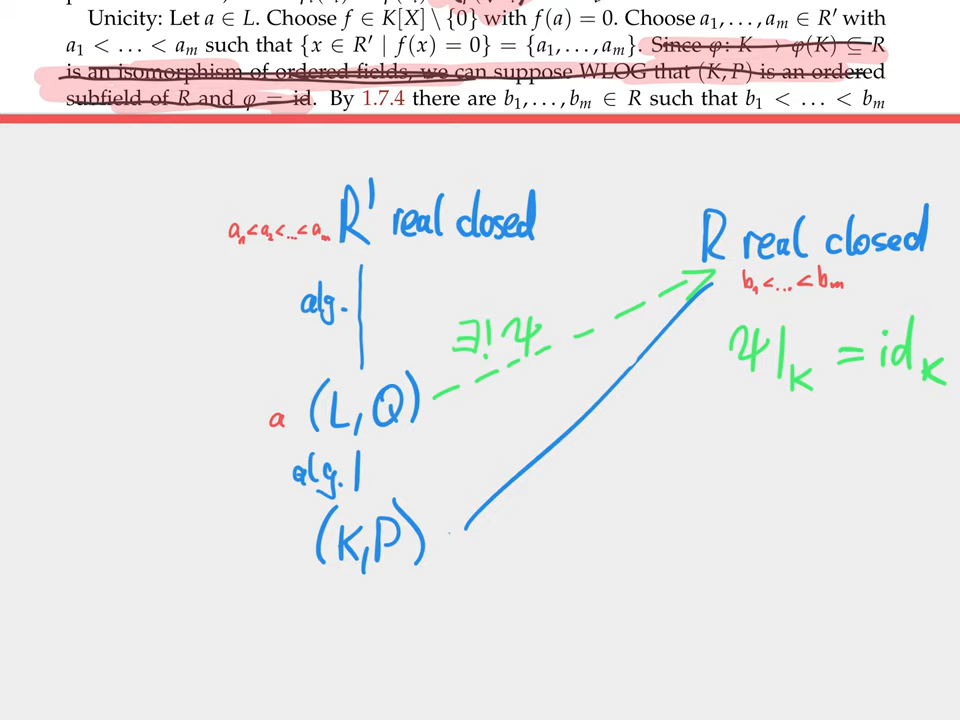 Unicity: Let a ∈ L. Choose f ∈ K[X] \ {0} with f(a) = 0. Choose a₁, . . . , aₘ ∈ R′ with
a₁ < . . . < aₘ such that {x ∈ R′ | f(x) = 0} = {a₁, . . . , aₘ}. Since φ: K → φ(K) ⊆ R
is an isomorphism of ordered fields, we can suppose WLOG that (K, P) is an ordered
subfield of R and φ = id. By 1.7.4 there are b₁, . . . , bₘ ∈ R such that b₁ < . . . < bₘ
a₁ < a₂ < ... < aₘ R' real closed
R real closed
b₁ < ... < bₘ
alg.
∃! Ψ
Ψ|K = idK
a (L, Q)
alg.
(K, P)